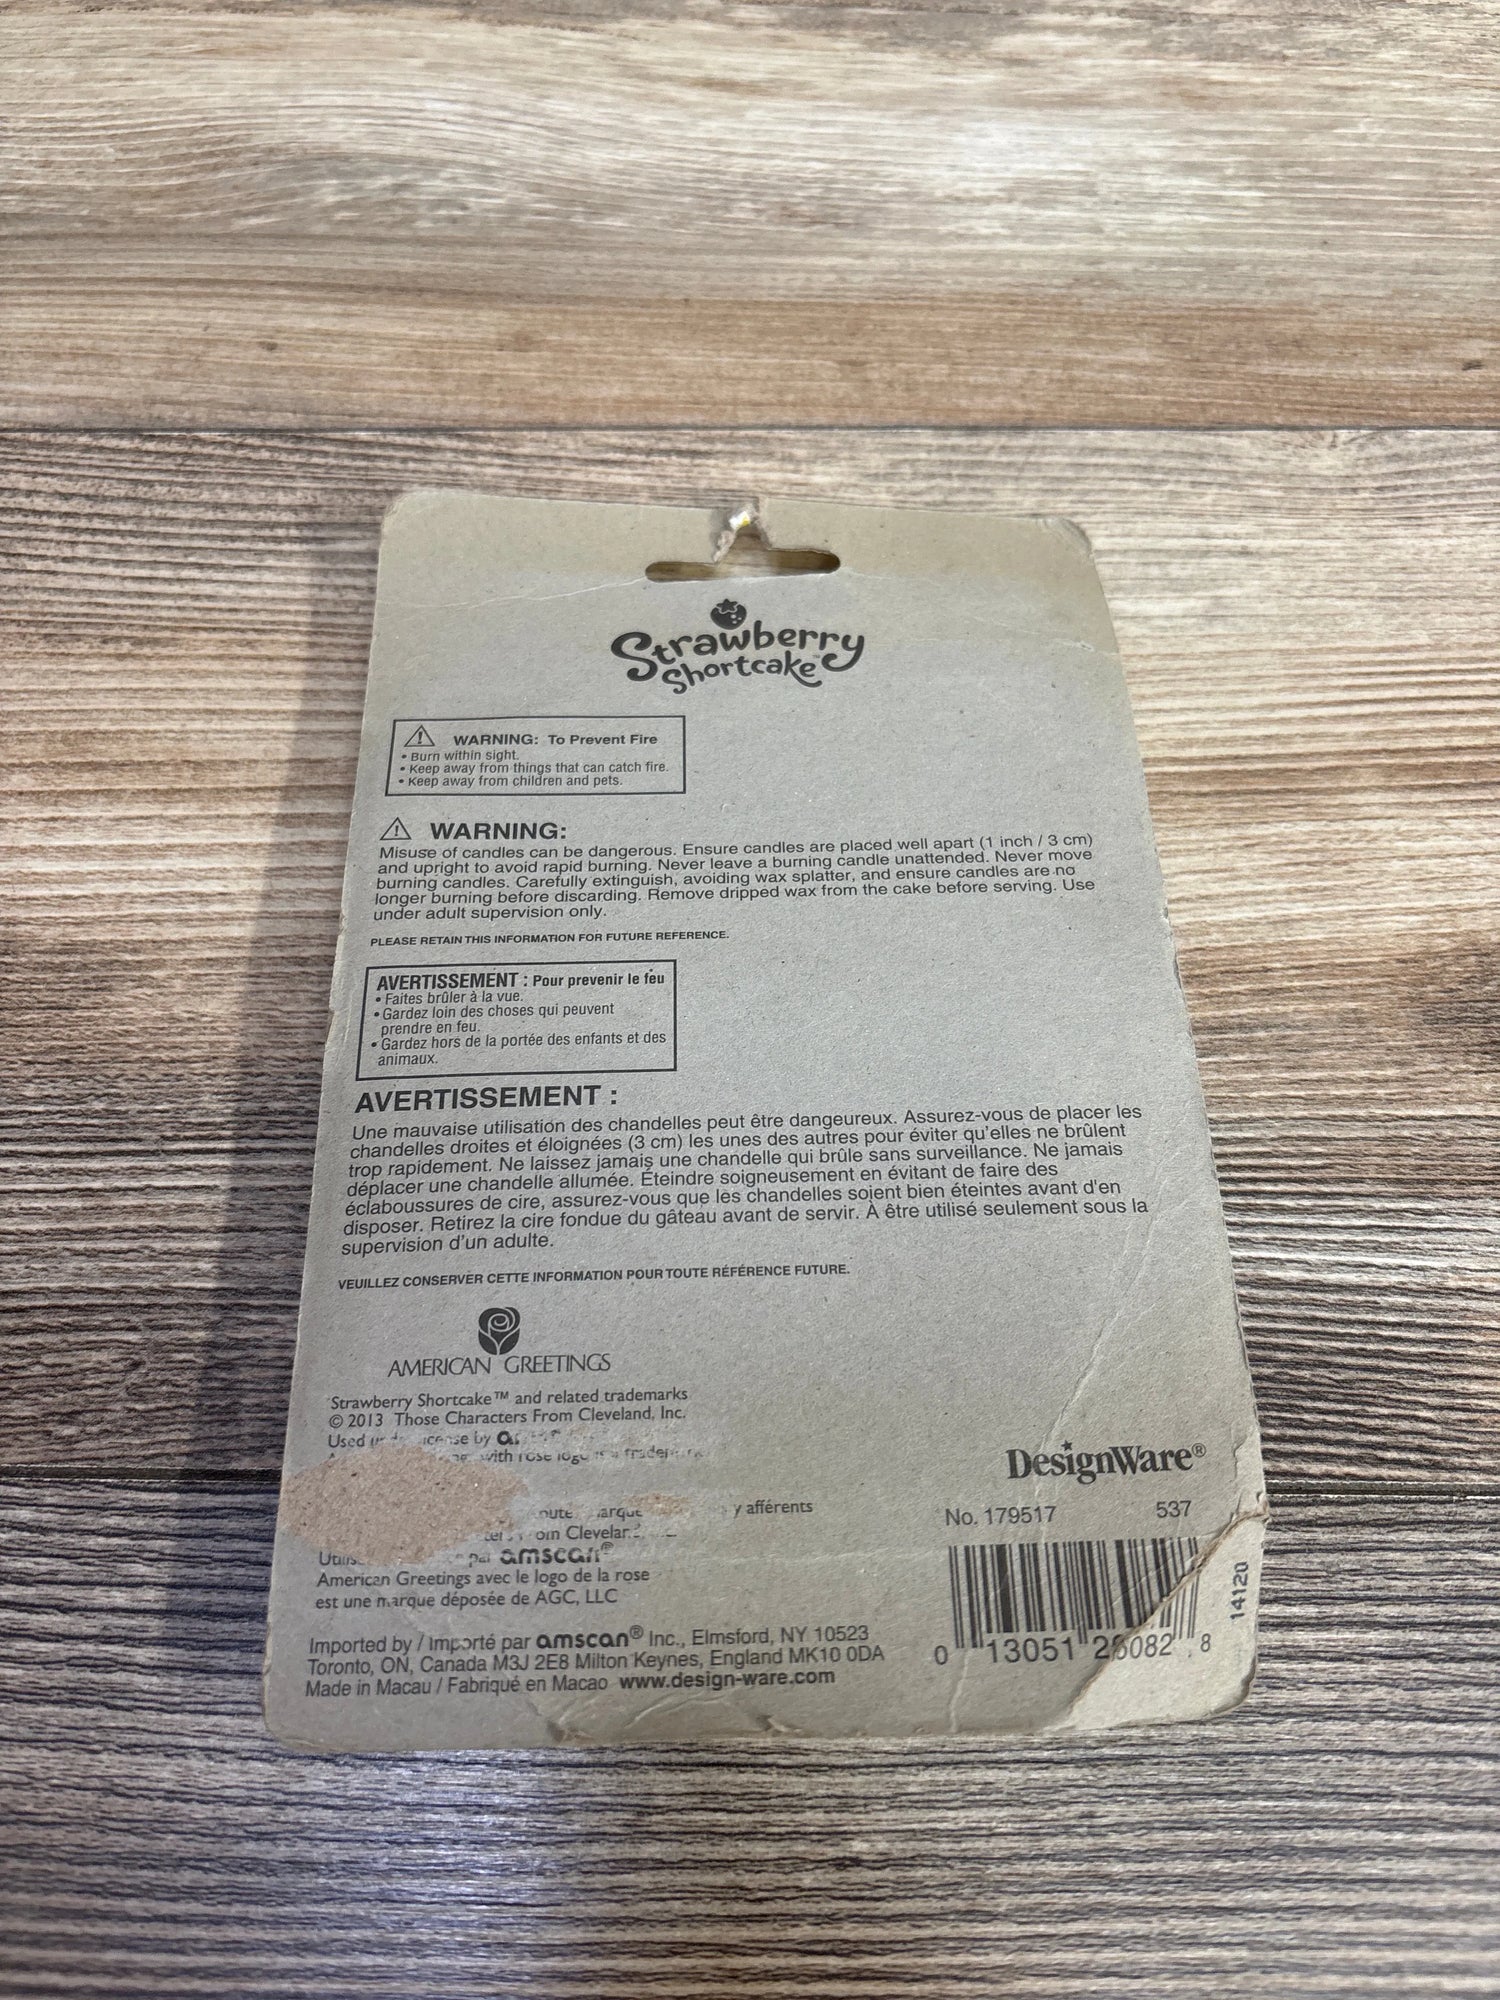 Strawberry
Shortcake™
WARNING: To Prevent Fire
• Burn within sight.
• Keep away from things that can catch fire.
• Keep away from children and pets.
WARNING:
Misuse of candles can be dangerous. Ensure candles are placed well apart (1 inch / 3 cm)
and upright to avoid rapid burning. Never leave a burning candle unattended. Never move
burning candles. Carefully extinguish, avoiding wax splatter, and ensure candles are no
longer burning before discarding. Remove dripped wax from the cake before serving. Use
under adult supervision only.
PLEASE RETAIN THIS INFORMATION FOR FUTURE REFERENCE.
AVERTISSEMENT : Pour prevenir le feu
• Faites brûler à la vue.
• Gardez loin des choses qui peuvent
prendre en feu.
• Gardez hors de la portée des enfants et des
animaux.
AVERTISSEMENT :
Une mauvaise utilisation des chandelles peut être dangeureux. Assurez-vous de placer les
chandelles droites et éloignées (3 cm) les unes des autres pour éviter qu'elles ne brûlent
trop rapidement. Ne laissez jamais une chandelle qui brûle sans surveillance. Ne jamais
déplacer une chandelle allumée. Éteindre soigneusement en évitant de faire des
éclaboussures de cire, assurez-vous que les chandelles soient bien éteintes avant d'en
disposer. Retirez la cire fondue du gâteau avant de servir. À être utilisé seulement sous la
supervision d'un adulte.
VEUILLEZ CONSERVER CETTE INFORMATION POUR TOUTE RÉFÉRENCE FUTURE.
AMERICAN GREETINGS
Strawberry Shortcake™ and related trademarks
© 2013 Those Characters From Cleveland, Inc.
Used license by
with rose logo
y afférents
par amscan®
American Greetings avec le logo de la rose
est une marque déposée de AGC, LLC
Imported by / Importé par amscan® Inc., Elmsford, NY 10523
Toronto, ON, Canada M3J 2E8 Milton Keynes, England MK10 0DA
Made in Macau / Fabriqué en Macao www.design-ware.com
DesignWare®
No. 179517 537
14120
0 13051 8